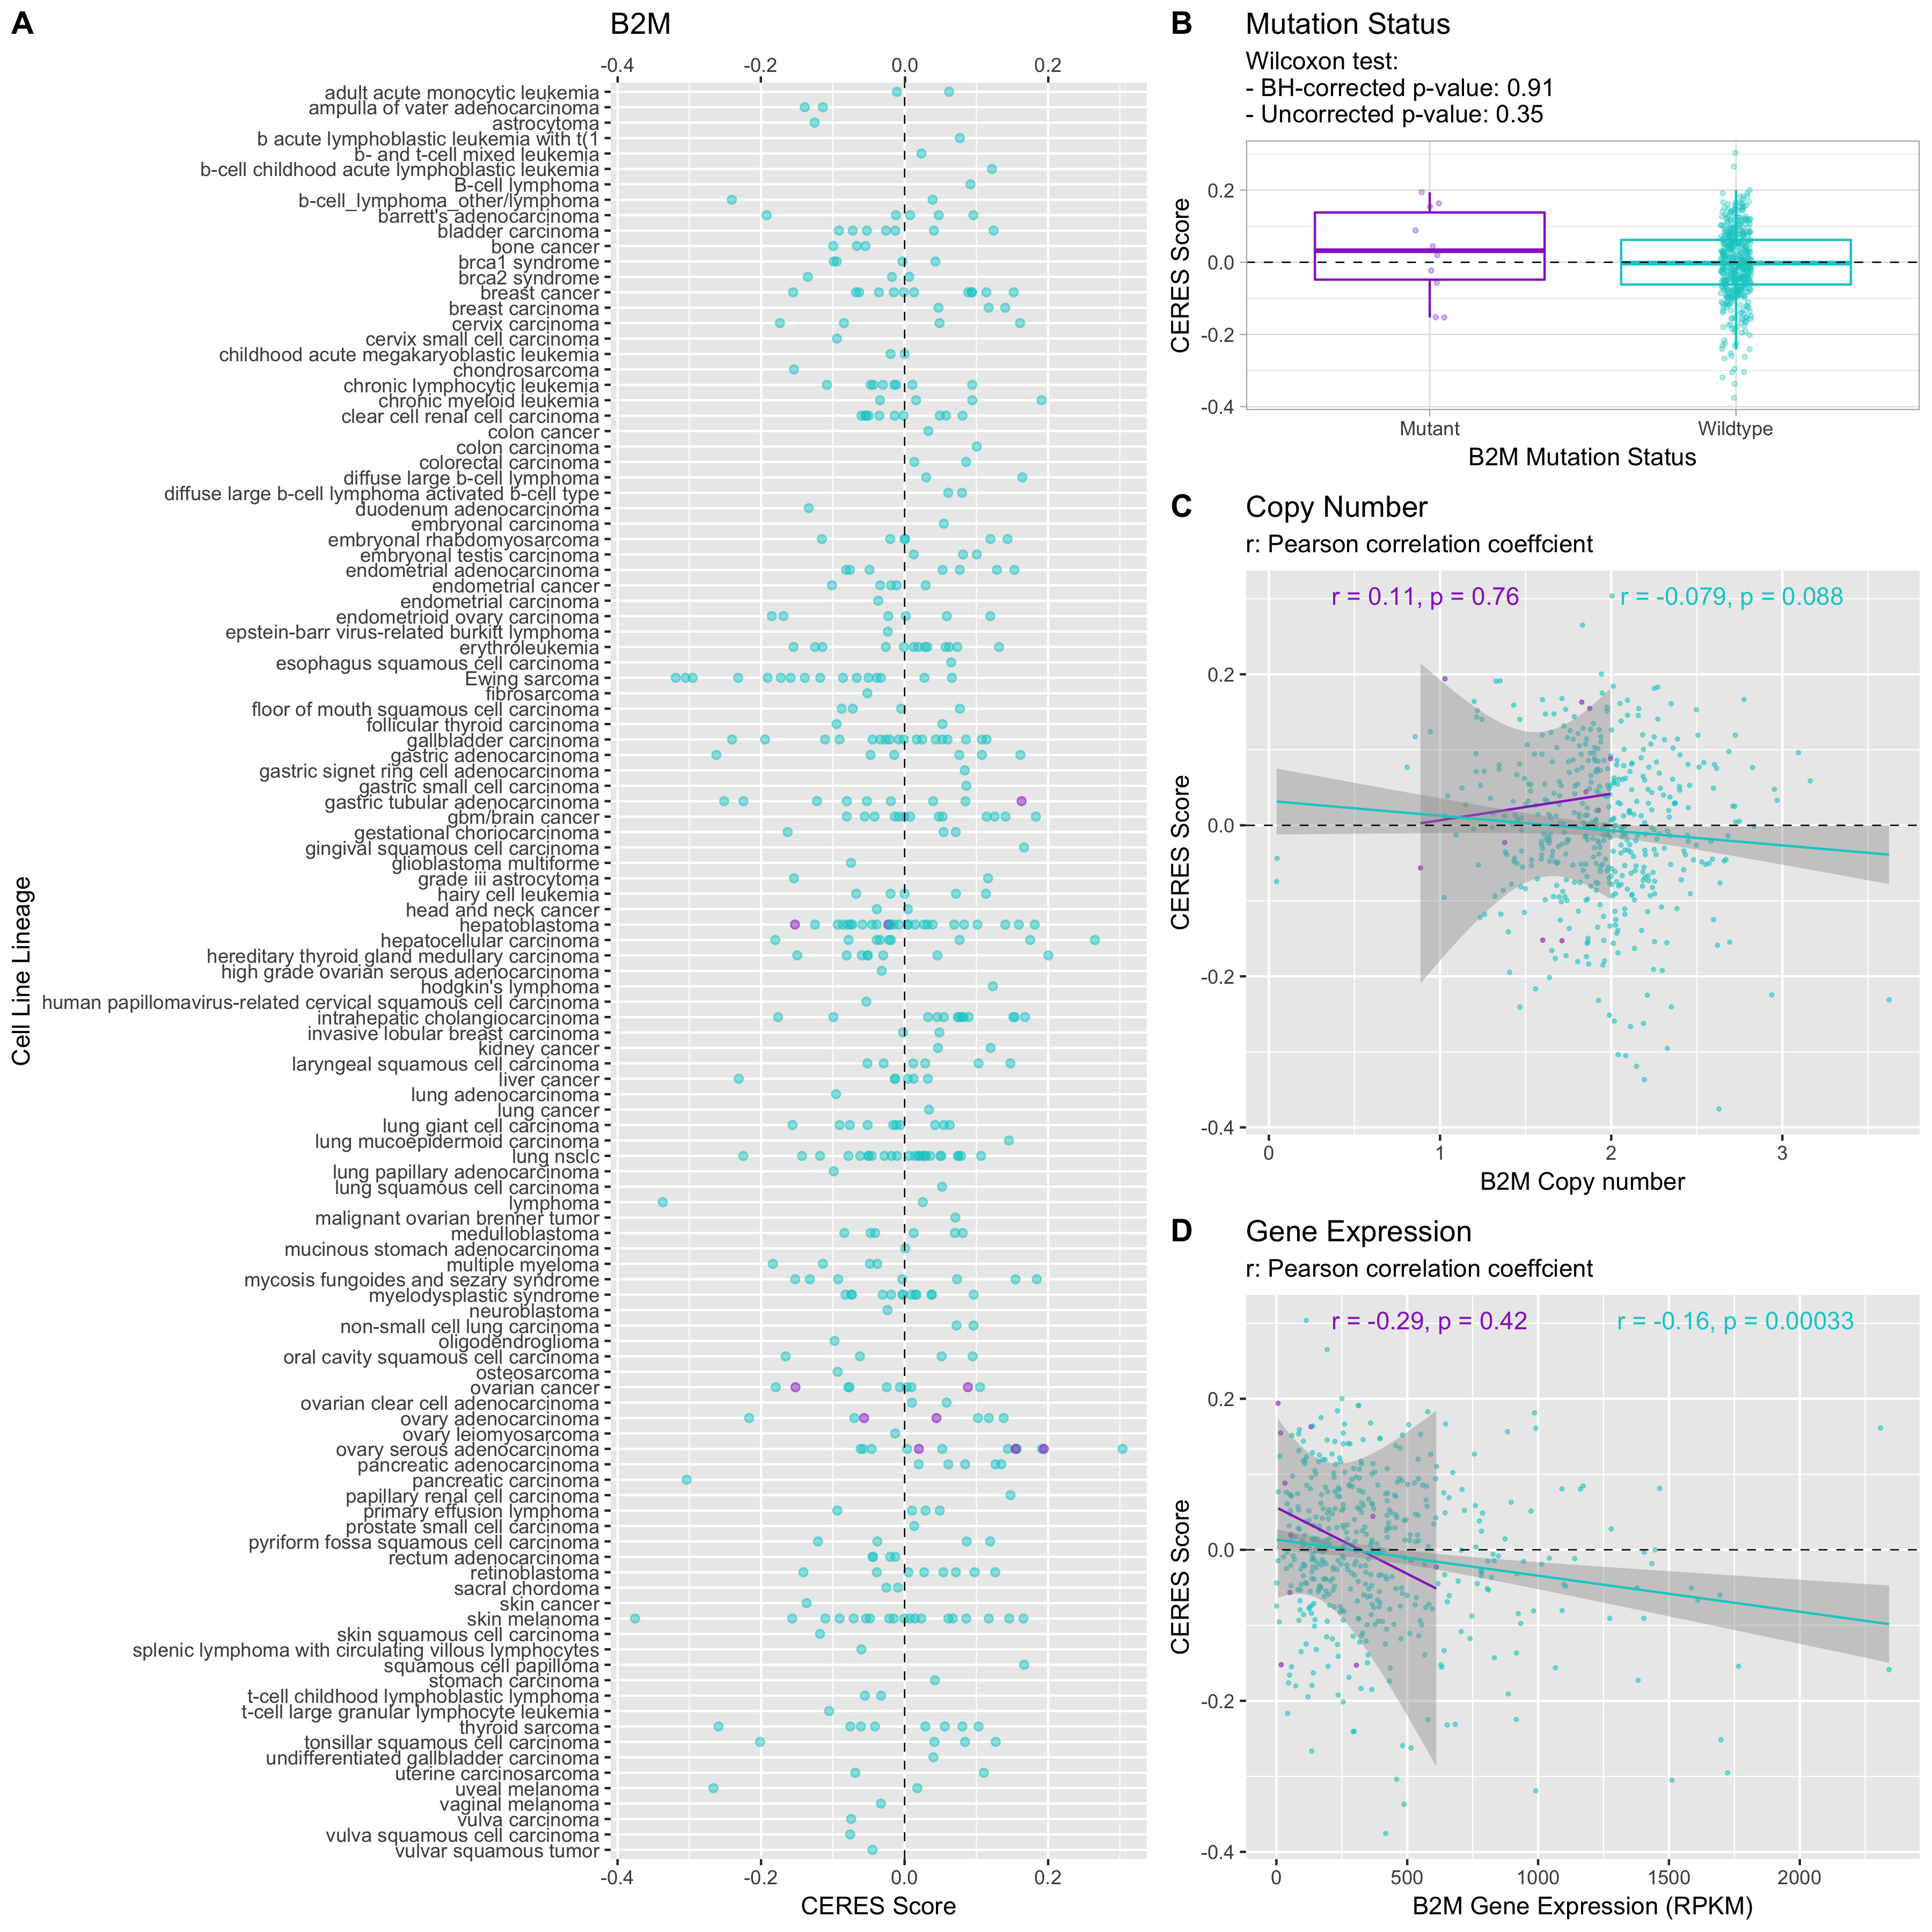 A
B2M
-0.4 -0.2 0.0 0.2
adult acute monocytic leukemia
ampulla of vater adenocarcinoma
astrocytoma
b acute lymphoblastic leukemia with t(1
b- and t-cell mixed leukemia
b-cell childhood acute lymphoblastic leukemia
B-cell lymphoma
b-cell_lymphoma_other/lymphoma
barrett's adenocarcinoma
bladder carcinoma
bone cancer
brca1 syndrome
brca2 syndrome
breast cancer
breast carcinoma
cervix carcinoma
cervix small cell carcinoma
childhood acute megakaryoblastic leukemia
chondrosarcoma
chronic lymphocytic leukemia
chronic myeloid leukemia
clear cell renal cell carcinoma
colon cancer
colon carcinoma
colorectal carcinoma
diffuse large b-cell lymphoma
diffuse large b-cell lymphoma activated b-cell type
duodenum adenocarcinoma
embryonal carcinoma
embryonal rhabdomyosarcoma
embryonal testis carcinoma
endometrial adenocarcinoma
endometrial cancer
endometrial carcinoma
endometrioid ovary carcinoma
epstein-barr virus-related burkitt lymphoma
erythroleukemia
esophagus squamous cell carcinoma
Ewing sarcoma
fibrosarcoma
floor of mouth squamous cell carcinoma
follicular thyroid carcinoma
gallbladder carcinoma
gastric adenocarcinoma
gastric signet ring cell adenocarcinoma
gastric small cell carcinoma
gastric tubular adenocarcinoma
gbm/brain cancer
gestational choriocarcinoma
gingival squamous cell carcinoma
glioblastoma multiforme
grade iii astrocytoma
hairy cell leukemia
head and neck cancer
hepatoblastoma
hepatocellular carcinoma
hereditary thyroid gland medullary carcinoma
high grade ovarian serous adenocarcinoma
hodgkin's lymphoma
human papillomavirus-related cervical squamous cell carcinoma
intrahepatic cholangiocarcinoma
invasive lobular breast carcinoma
kidney cancer
laryngeal squamous cell carcinoma
liver cancer
lung adenocarcinoma
lung cancer
lung giant cell carcinoma
lung mucoepidermoid carcinoma
lung nsclc
lung papillary adenocarcinoma
lung squamous cell carcinoma
lymphoma
malignant ovarian brenner tumor
medulloblastoma
mucinous stomach adenocarcinoma
multiple myeloma
mycosis fungoides and sezary syndrome
myelodysplastic syndrome
neuroblastoma
non-small cell lung carcinoma
oligodendroglioma
oral cavity squamous cell carcinoma
osteosarcoma
ovarian cancer
ovarian clear cell adenocarcinoma
ovary adenocarcinoma
ovary leiomyosarcoma
ovary serous adenocarcinoma
pancreatic adenocarcinoma
pancreatic carcinoma
papillary renal cell carcinoma
primary effusion lymphoma
prostate small cell carcinoma
pyriform fossa squamous cell carcinoma
rectum adenocarcinoma
retinoblastoma
sacral chordoma
skin cancer
skin melanoma
skin squamous cell carcinoma
splenic lymphoma with circulating villous lymphocytes
squamous cell papilloma
stomach carcinoma
t-cell childhood lymphoblastic lymphoma
t-cell large granular lymphocyte leukemia
thyroid sarcoma
tonsillar squamous cell carcinoma
undifferentiated gallbladder carcinoma
uterine carcinosarcoma
uveal melanoma
vaginal melanoma
vulva carcinoma
vulva squamous cell carcinoma
vulvar squamous tumor
-0.4 -0.2 0.0 0.2
CERES Score
Cell Line Lineage
B
Mutation Status
Wilcoxon test:
- BH-corrected p-value: 0.91
- Uncorrected p-value: 0.35
0.2
0.0
-0.2
-0.4
CERES Score
Mutant Wildtype
B2M Mutation Status
C
Copy Number
r: Pearson correlation coeffcient
r = 0.11, p = 0.76 r = -0.079, p = 0.088
0.2
0.0
-0.2
-0.4
CERES Score
0 1 2 3
B2M Copy number
D
Gene Expression
r: Pearson correlation coeffcient
r = -0.29, p = 0.42 r = -0.16, p = 0.00033
0.2
0.0
-0.2
-0.4
CERES Score
0 500 1000 1500 2000
B2M Gene Expression (RPKM)